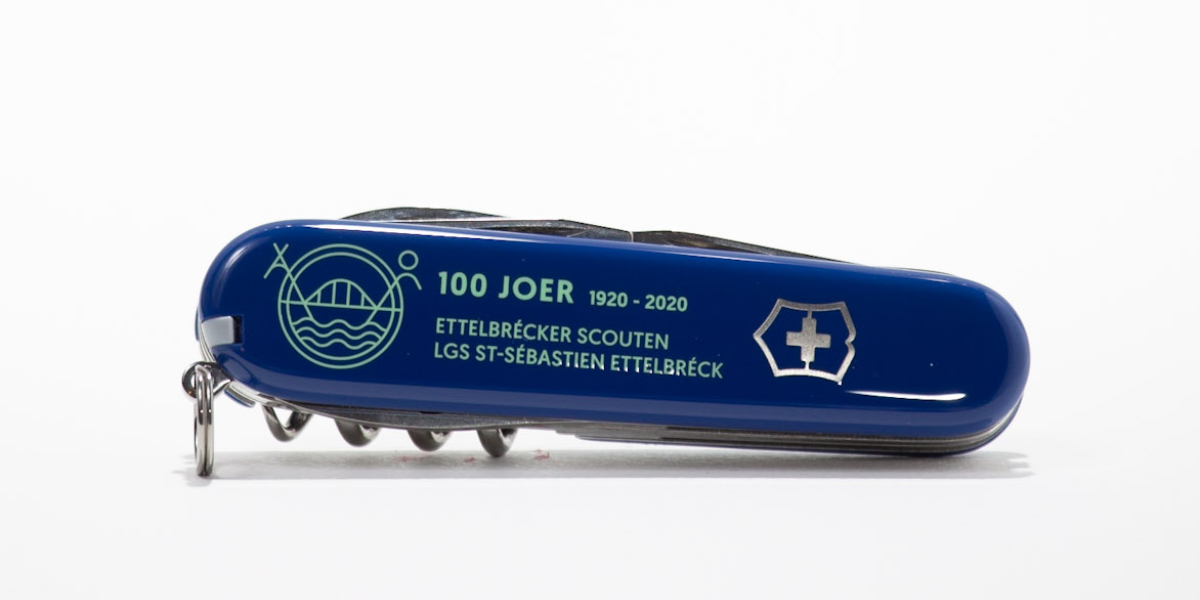 100 JOER 1920 - 2020
ETTELBRÉCKER SCOUTEN
LGS ST-SÉBASTIEN ETTELBRÉCK